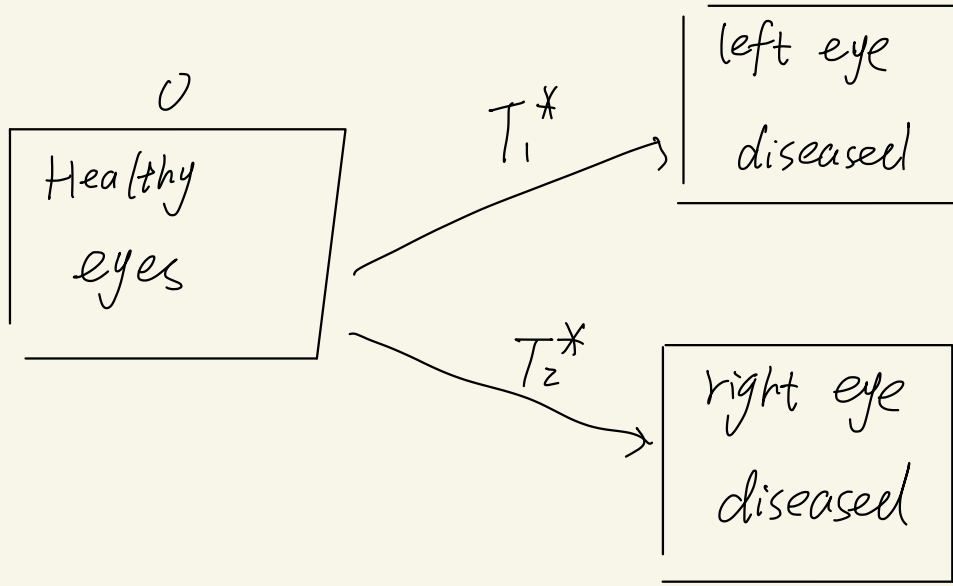 0
Healthy
eyes
T₁*
left eye
diseased
T₂*
right eye
diseased